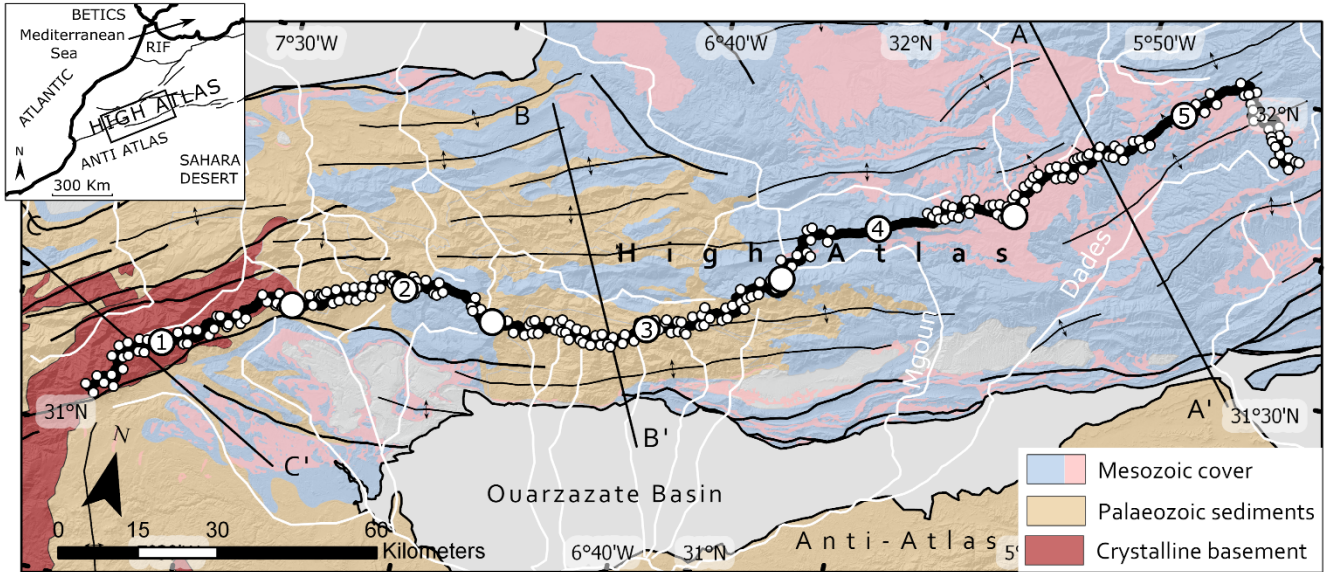 BETICS
Mediterranean
Sea
RIF
ATLANTIC
HIGH ATLAS
ANTI ATLAS
N
SAHARA
DESERT
300 Km
7°30'W
6°40'W
32°N
A
5°50'W
B
5
32°N
C
High Atlas
4
2
Dades
1
3
Mgoun
31°N
A'
31°30'N
N
B'
C'
Ouarzazate Basin
Mesozoic cover
Palaeozoic sediments
Crystalline basement
0 15 30 60
Kilometers
6°40'W
31°N
Anti-Atlas
5°